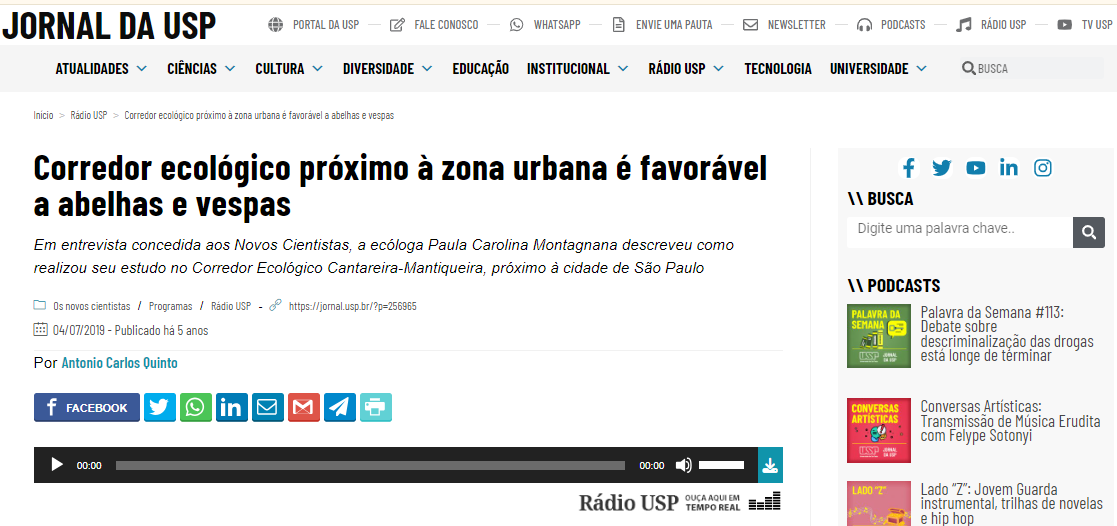 JORNAL DA USP
PORTAL DA USP
FALE CONOSCO
WHATSAPP
ENVIE UMA PAUTA
NEWSLETTER
PODCASTS
RÁDIO USP
TV USP
ATUALIDADES
CIÊNCIAS
CULTURA
DIVERSIDADE
EDUCAÇÃO
INSTITUCIONAL
RÁDIO USP
TECNOLOGIA
UNIVERSIDADE
BUSCA
Início > Rádio USP > Corredor ecológico próximo à zona urbana é favorável a abelhas e vespas
Corredor ecológico próximo à zona urbana é favorável
a abelhas e vespas
Em entrevista concedida aos Novos Cientistas, a ecóloga Paula Carolina Montagnana descreveu como
realizou seu estudo no Corredor Ecológico Cantareira-Mantiqueira, próximo à cidade de São Paulo
Os novos cientistas / Programas / Rádio USP - https://jornal.usp.br/?p=256965
04/07/2019 - Publicado há 5 anos
Por Antonio Carlos Quinto
FACEBOOK
00:00
00:00
Rádio USP
OUÇA AQUI EM
TEMPO REAL
\\ BUSCA
Digite uma palavra chave..
\\ PODCASTS
PALAVRA DA
SEMANA
Palavra da Semana #113:
Debate sobre
descriminalização das drogas
está longe de terminar
CONVERSAS
ARTÍSTICAS
Conversas Artísticas:
Transmissão de Música Erudita
com Felype Sotonyi
LADO "Z"
Lado “Z”: Jovem Guarda
instrumental, trilhas de novelas
e hip hop